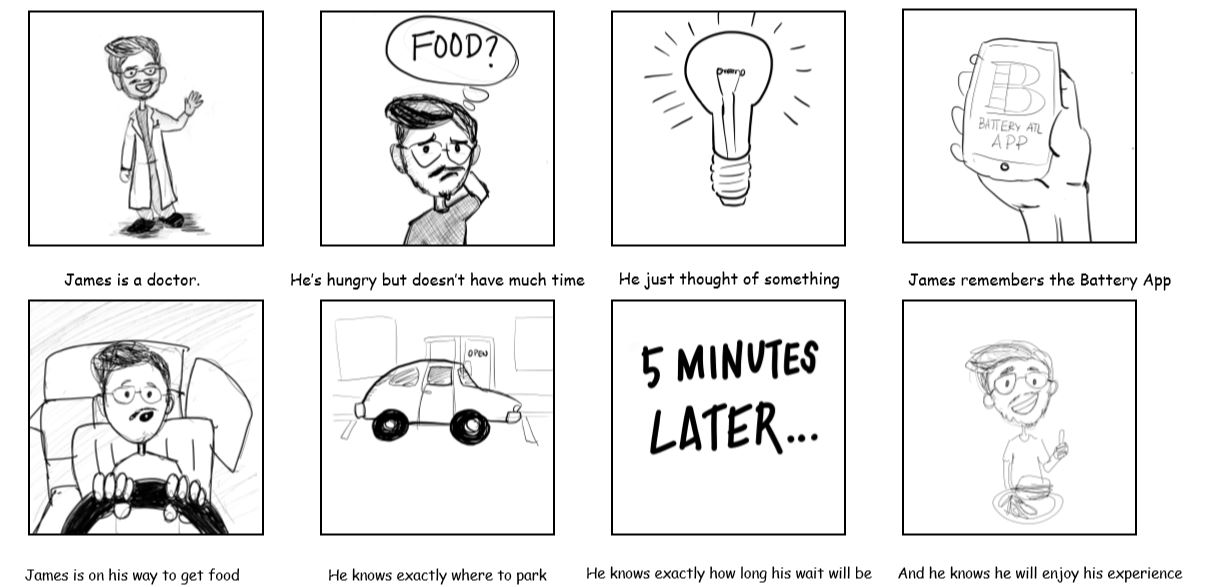 FOOD?
B
BATTERY ATL
APP
James is a doctor.
He's hungry but doesn't have much time
He just thought of something
James remembers the Battery App
OPEN
5 MINUTES
LATER...
James is on his way to get food
He knows exactly where to park
He knows exactly how long his wait will be
And he knows he will enjoy his experience